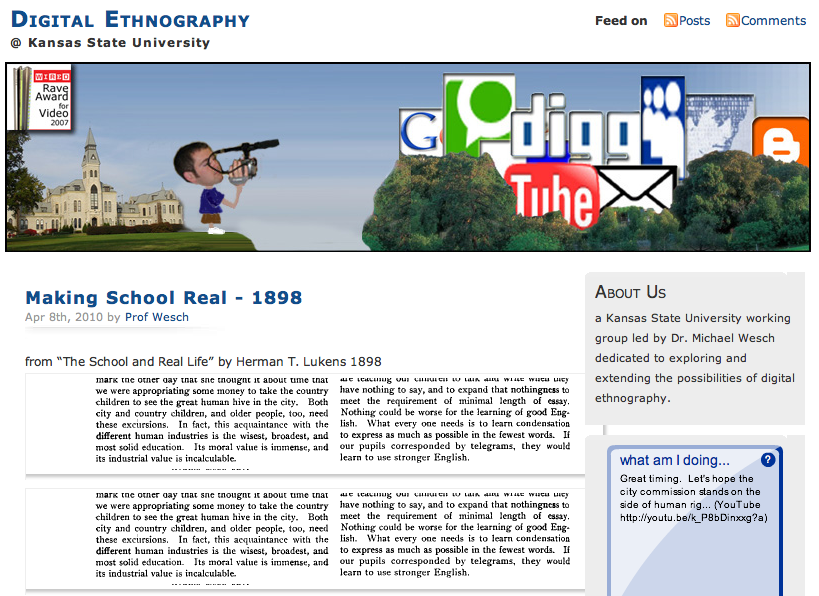 DIGITAL ETHNOGRAPHY
@ Kansas State University
Feed on Posts Comments
WIRED
Rave
Award
for
Video
2007
G
digg
Tube
About Us
a Kansas State University working
group led by Dr. Michael Wesch
dedicated to exploring and
extending the possibilities of digital
ethnography.
Making School Real - 1898
Apr 8th, 2010 by Prof Wesch
from “The School and Real Life” by Herman T. Lukens 1898
mark the other day that she thought it about time that
we were appropriating some money to take the country
children to see the great human hive in the city. Both
city and country children, and older people, too, need
these excursions. In fact, this acquaintance with the
different human industries is the wisest, broadest, and
most solid education. Its moral value is immense, and
its industrial value is incalculable.
are teaching our children to talk and write when they
have nothing to say, and to expand that nothingness to
meet the requirement of minimal length of essay.
Nothing could be worse for the learning of good Eng-
lish. What every one needs is to learn condensation
to express as much as possible in the fewest words. If
our pupils corresponded by telegrams, they would
learn to use stronger English.
mark the other day that she thought it about time that
we were appropriating some money to take the country
children to see the great human hive in the city. Both
city and country children, and older people, too, need
these excursions. In fact, this acquaintance with the
different human industries is the wisest, broadest, and
most solid education. Its moral value is immense, and
its industrial value is incalculable.
are teaching our children to talk and write when they
have nothing to say, and to expand that nothingness to
meet the requirement of minimal length of essay.
Nothing could be worse for the learning of good Eng-
lish. What every one needs is to learn condensation
to express as much as possible in the fewest words. If
our pupils corresponded by telegrams, they would
learn to use stronger English.
what am I doing... ?
Great timing. Let's hope the
city commission stands on the
side of human rig... (YouTube
http://youtu.be/k_P8bDinxxg?a)